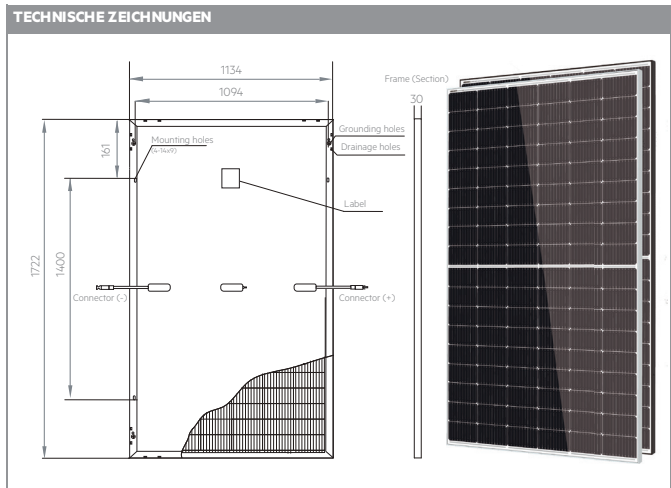 TECHNISCHE ZEICHNUNGEN
1134
1094
Frame (Section)
30
161
Mounting holes
(4-14x9)
Grounding holes
Drainage holes
Label
1722
1400
Connector (-)
Connector (+)